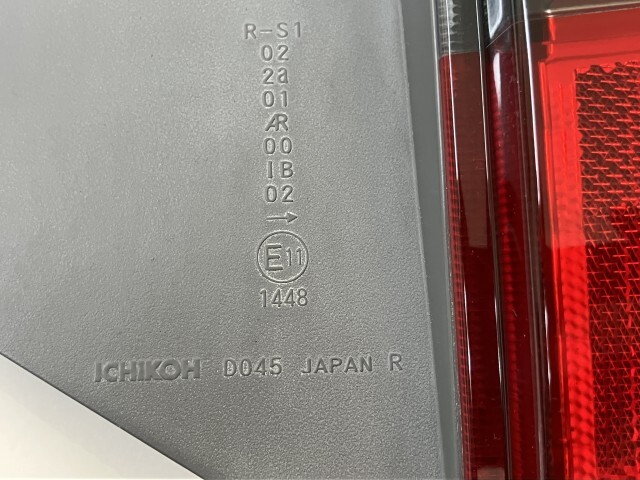 R-S1
02
2a
01
AR
00
IB
02
→
E11
1448
ICHIKOH D045 JAPAN R